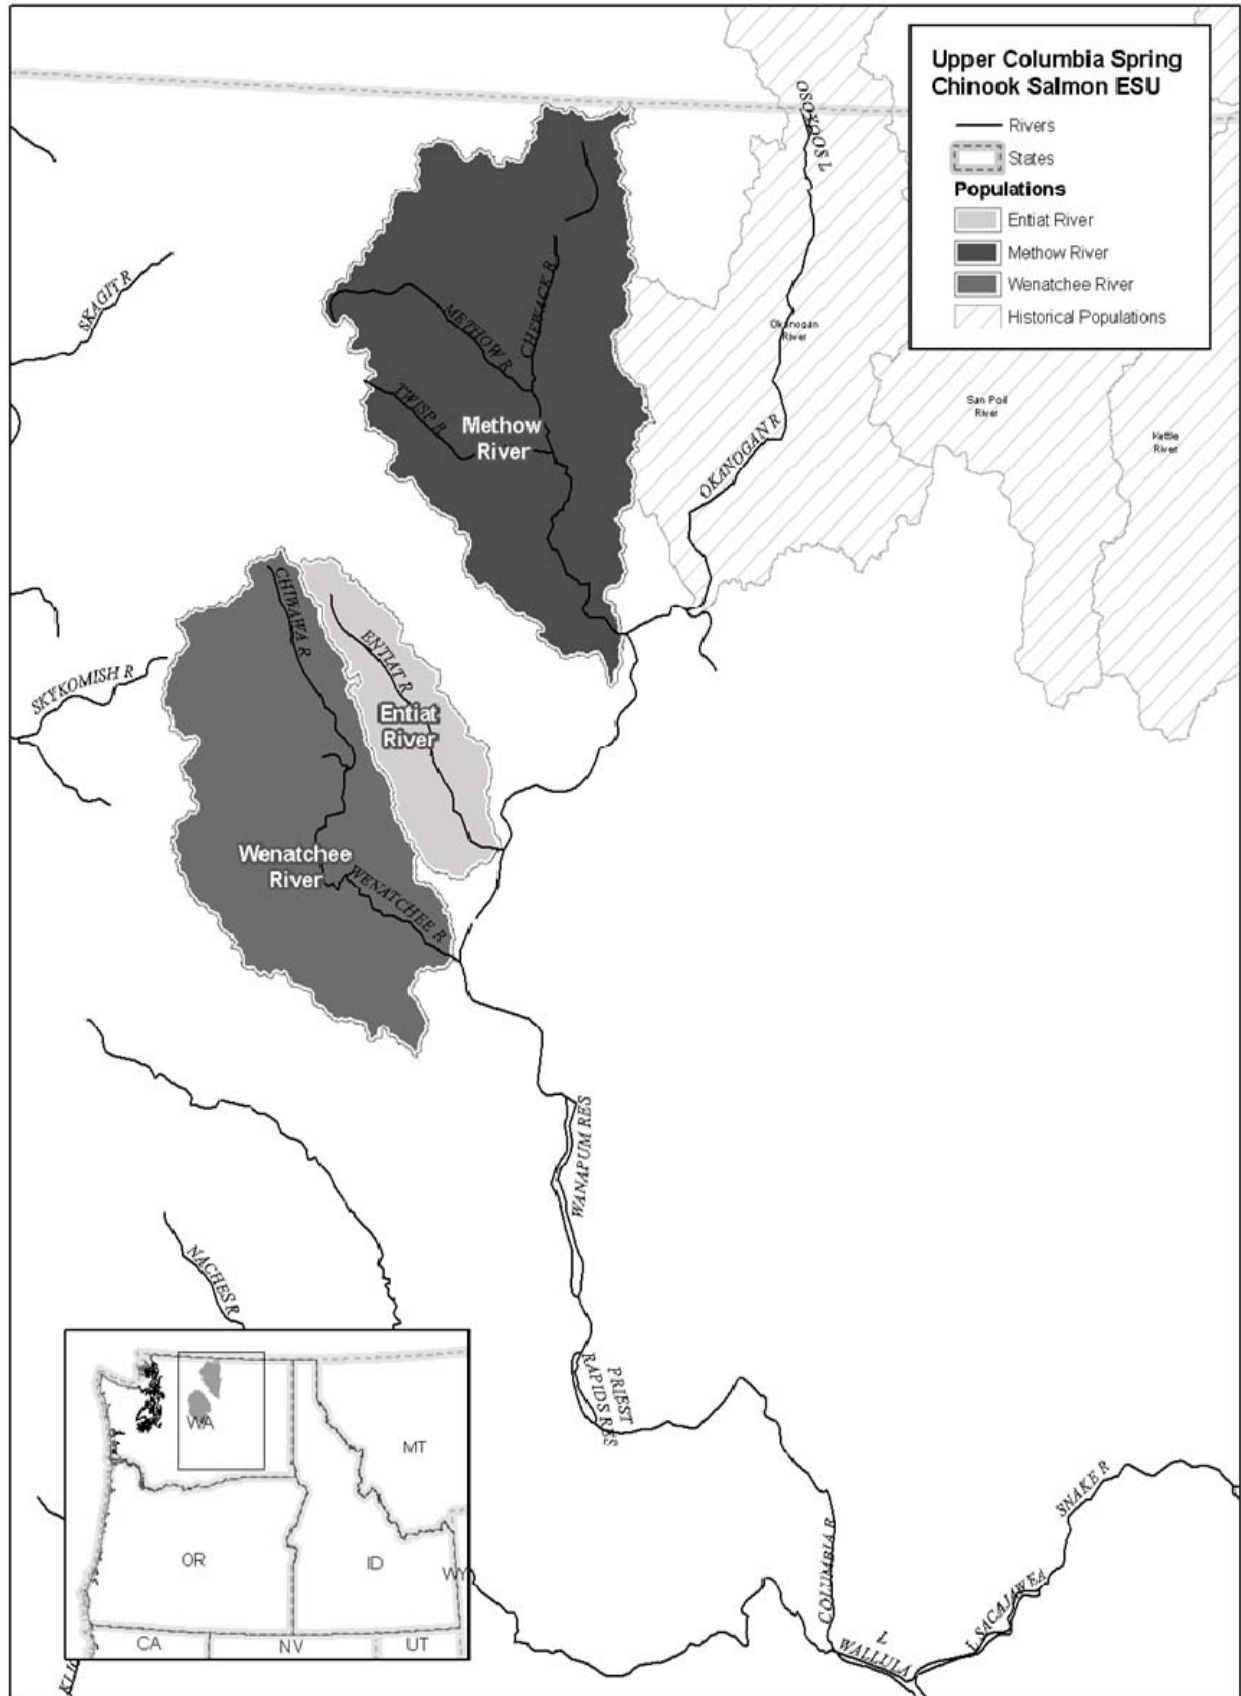 Upper Columbia Spring
Chinook Salmon ESU
Rivers
States
Populations
Entiat River
Methow River
Wenatchee River
Historical Populations
OSOYOOS L
SKAGIT R
METHOW R
CHEWACK R
TWISP R
Methow
River
Okanogan
River
OKANOGAN R
San Poil
River
Kettle
River
CHIWAWA R
ENTIAT R
Entiat
River
SKYKOMISH R
Wenatchee
River
WENATCHEE R
WANAPUM RES
NACHES R
PRIEST
RAPIDS RES
COLUMBIA R
SNAKE R
L SACAJAWEA
L
WALLULA
WA
MT
OR
ID
WY
CA
NV
UT